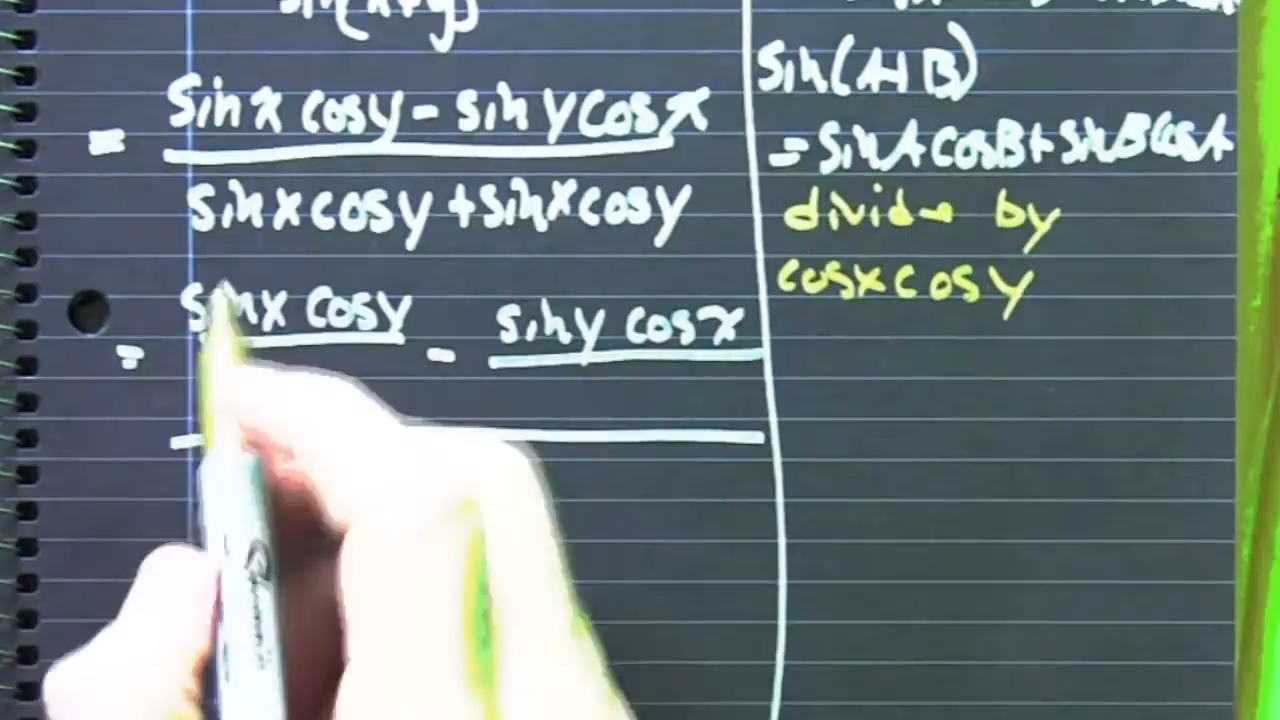 sin(x+y)
= sinx cosy - siny cosx
sinx cosy + sinx cosy
= sinx cosy - siny cosx
sin(A+B)
= sinA cosB + sinB cosA
divide by
cosx cosy